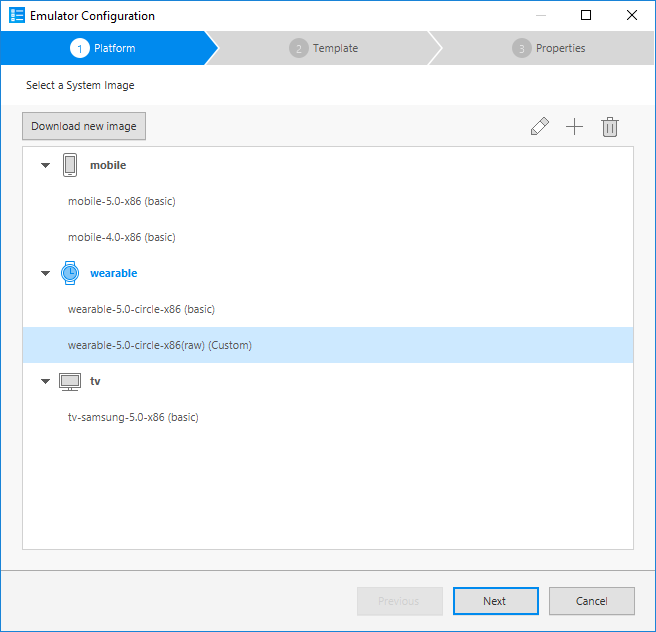 Emulator Configuration
1 Platform
2 Template
3 Properties
Select a System Image
Download new image
mobile
mobile-5.0-x86 (basic)
mobile-4.0-x86 (basic)
wearable
wearable-5.0-circle-x86 (basic)
wearable-5.0-circle-x86(raw) (Custom)
tv
tv-samsung-5.0-x86 (basic)
Previous
Next
Cancel